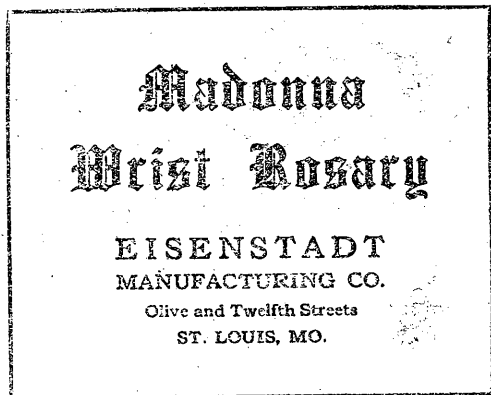 Madonna
Wrist Rosary
EISENSTADT
MANUFACTURING CO.
Olive and Twelfth Streets
ST. LOUIS, MO.